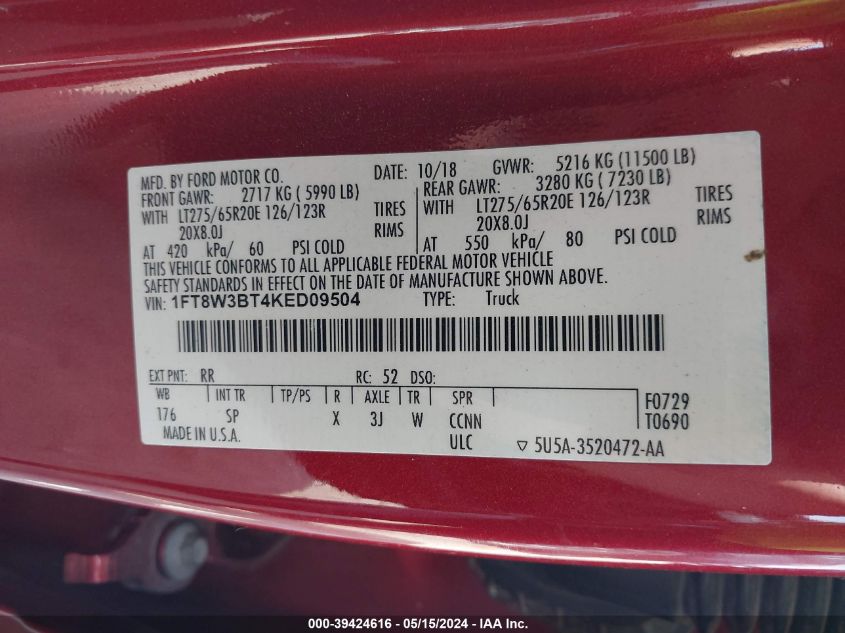 MFD. BY FORD MOTOR CO. DATE: 10/18 GVWR: 5216 KG (11500 LB)
FRONT GAWR: 2717 KG (5990 LB) REAR GAWR: 3280 KG (7230 LB)
WITH LT275/65R20E 126/123R TIRES WITH LT275/65R20E 126/123R TIRES
20X8.0J RIMS 20X8.0J RIMS
AT 420 kPa/ 60 PSI COLD AT 550 kPa/ 80 PSI COLD
THIS VEHICLE CONFORMS TO ALL APPLICABLE FEDERAL MOTOR VEHICLE
SAFETY STANDARDS IN EFFECT ON THE DATE OF MANUFACTURE SHOWN ABOVE.
VIN: 1FT8W3BT4KED09504 TYPE: Truck
EXT PNT: RR RC: 52 DSO:
WB INT TR TP/PS R AXLE TR SPR F0729
176 SP X 3J W CCNN T0690
MADE IN U.S.A. ULC 5U5A-3520472-AA
000-39424616 - 05/15/2024 - IAA Inc.